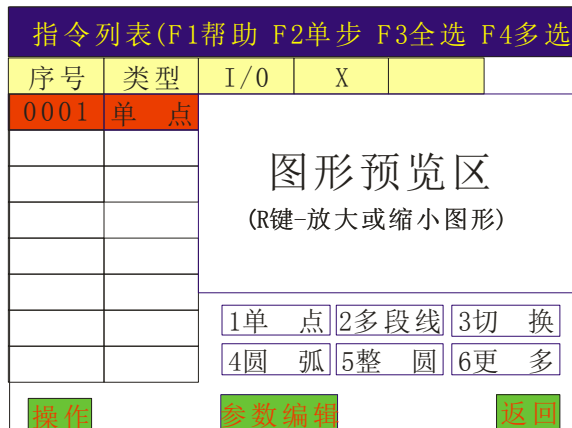 指令列表(F1帮助 F2单步 F3全选 F4多选
序号 类型 I/0 X
0001 单 点
图形预览区
(R键-放大或缩小图形)
1单 点 2多段线 3切 换
4圆 弧 5整 圆 6更 多
操作 参数编辑 返回